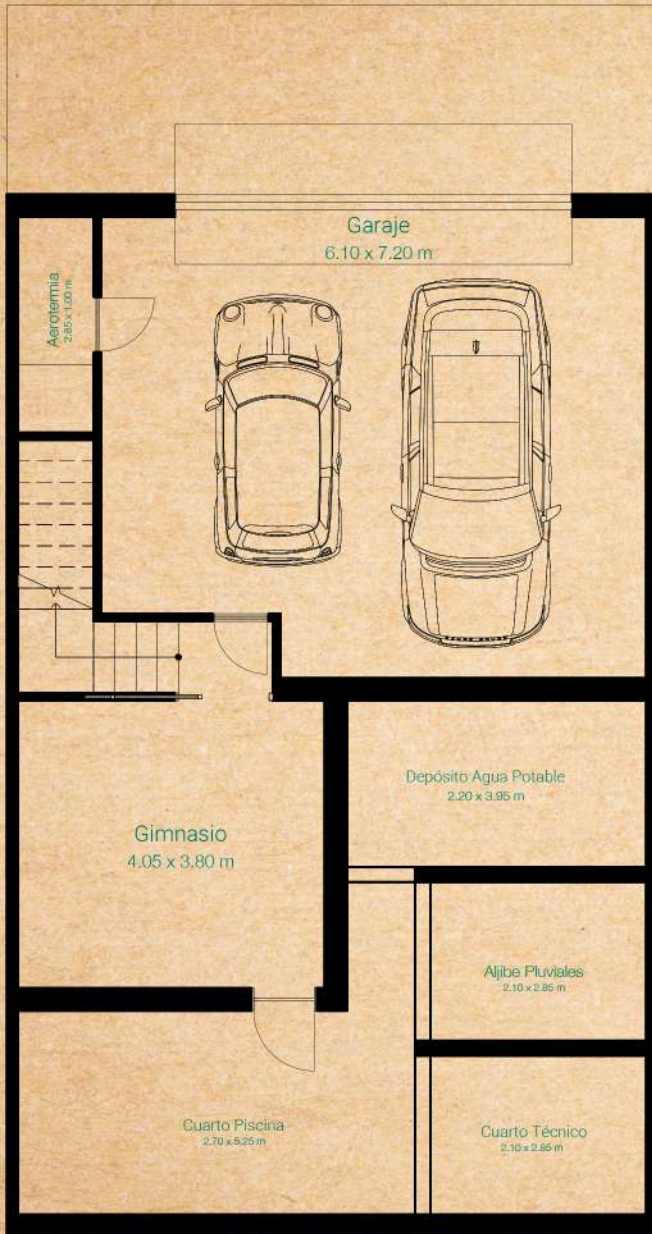 Garaje
6.10 x 7.20 m
Aerotermia
2.85 x 1.00 m
Depósito Agua Potable
2.20 x 3.95 m
Gimnasio
4.05 x 3.80 m
Aljibe Pluviales
2.10 x 2.85 m
Cuarto Piscina
2.70 x 5.25 m
Cuarto Técnico
2.10 x 2.85 m